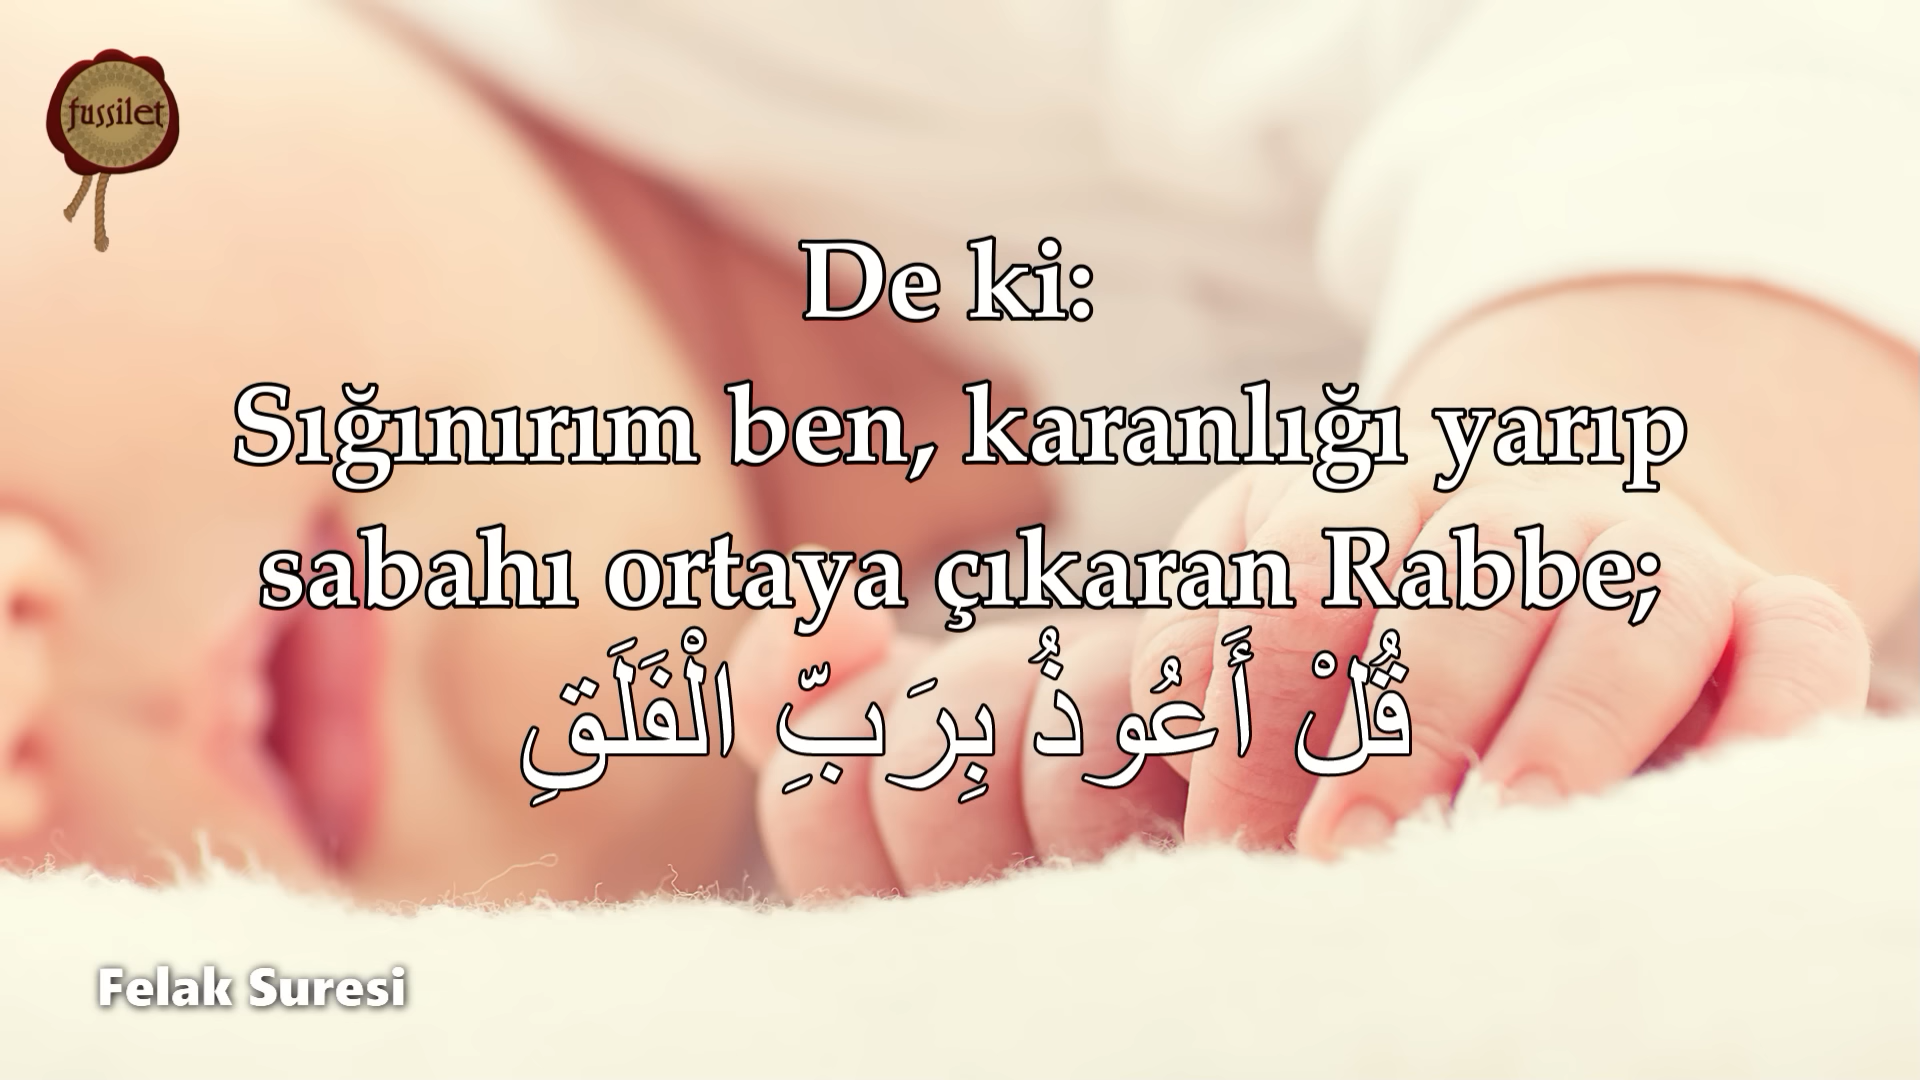 fussilet
De ki:
Sığınırım ben, karanlığı yarıp
sabahı ortaya çıkaran Rabbe;
قُلْ أَعُوذُ بِرَبِّ الْفَلَقِ
Felak Suresi